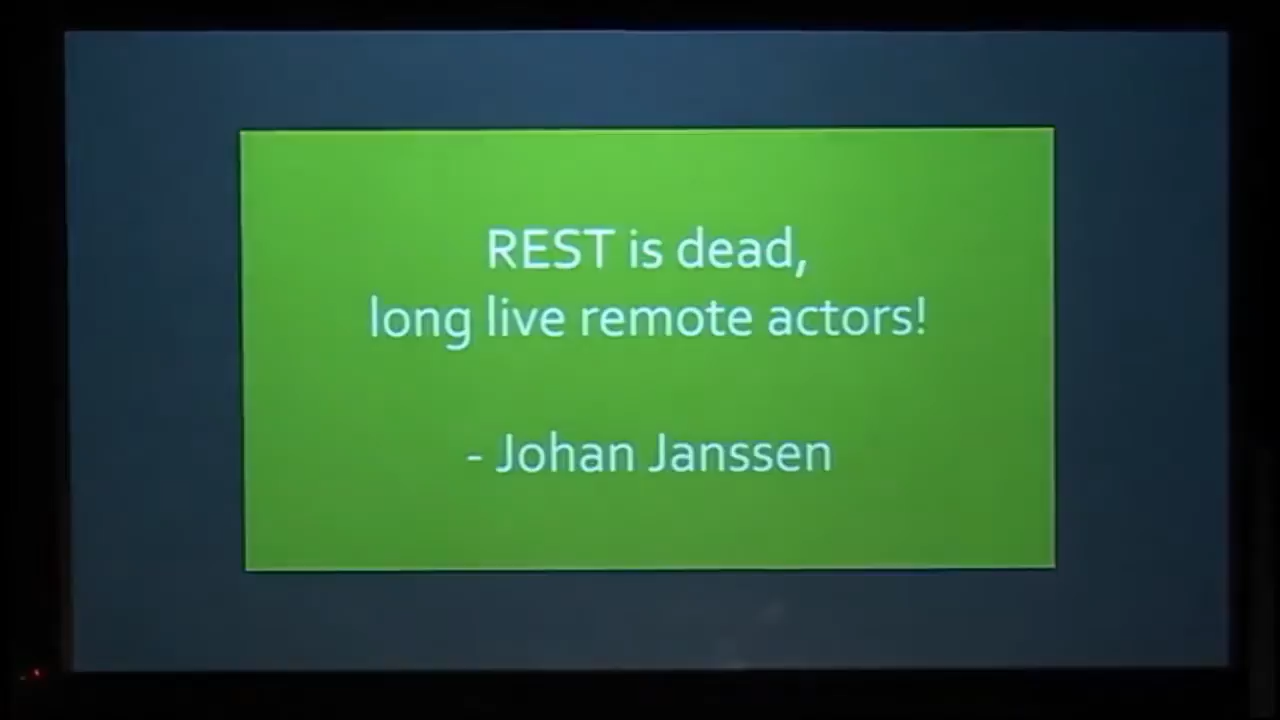 REST is dead,
long live remote actors!
- Johan Janssen